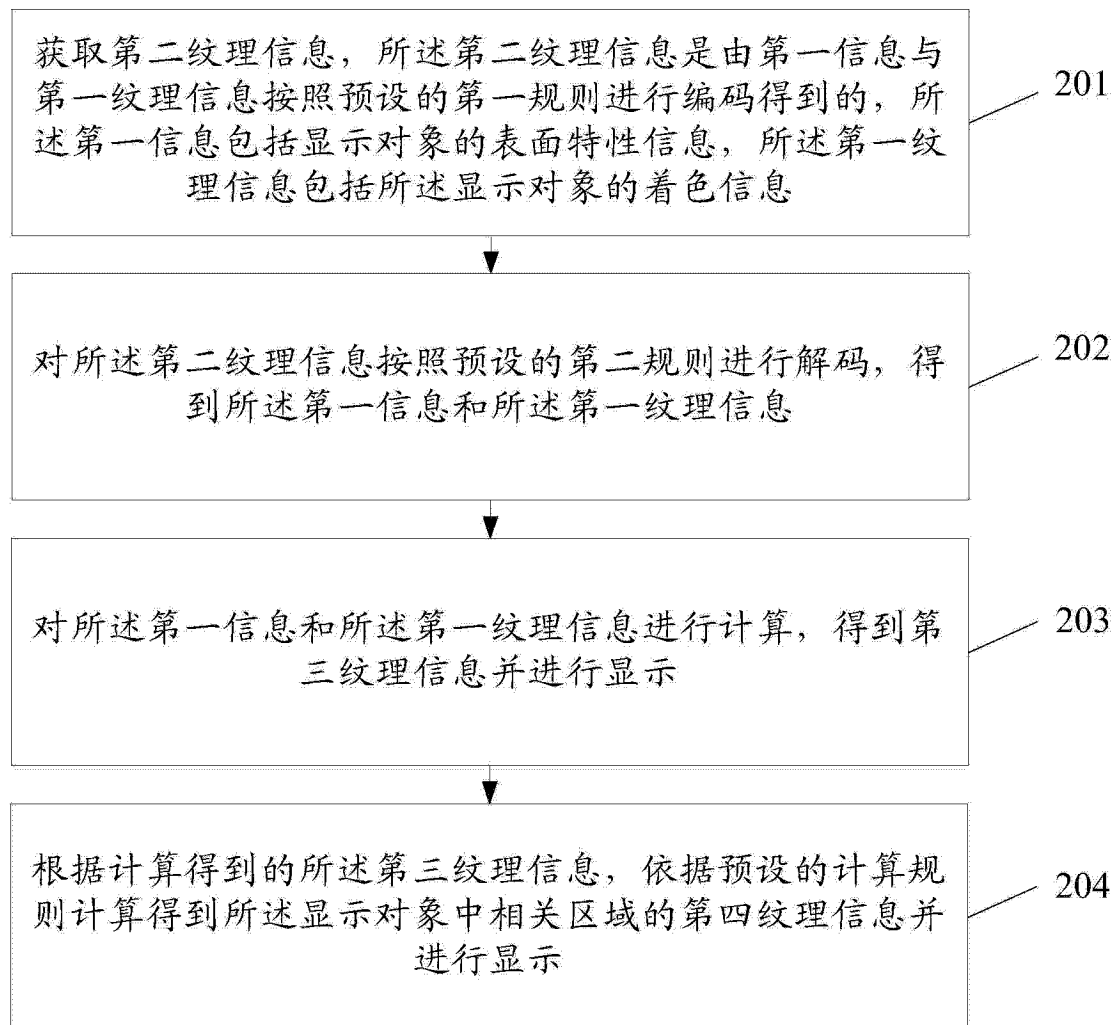 获取第二纹理信息，所述第二纹理信息是由第一信息与
第一纹理信息按照预设的第一规则进行编码得到的，所
述第一信息包括显示对象的表面特性信息，所述第一纹
理信息包括所述显示对象的着色信息
201
对所述第二纹理信息按照预设的第二规则进行解码，得
到所述第一信息和所述第一纹理信息
202
对所述第一信息和所述第一纹理信息进行计算，得到第
三纹理信息并进行显示
203
根据计算得到的所述第三纹理信息，依据预设的计算规
则计算得到所述显示对象中相关区域的第四纹理信息并
进行显示
204